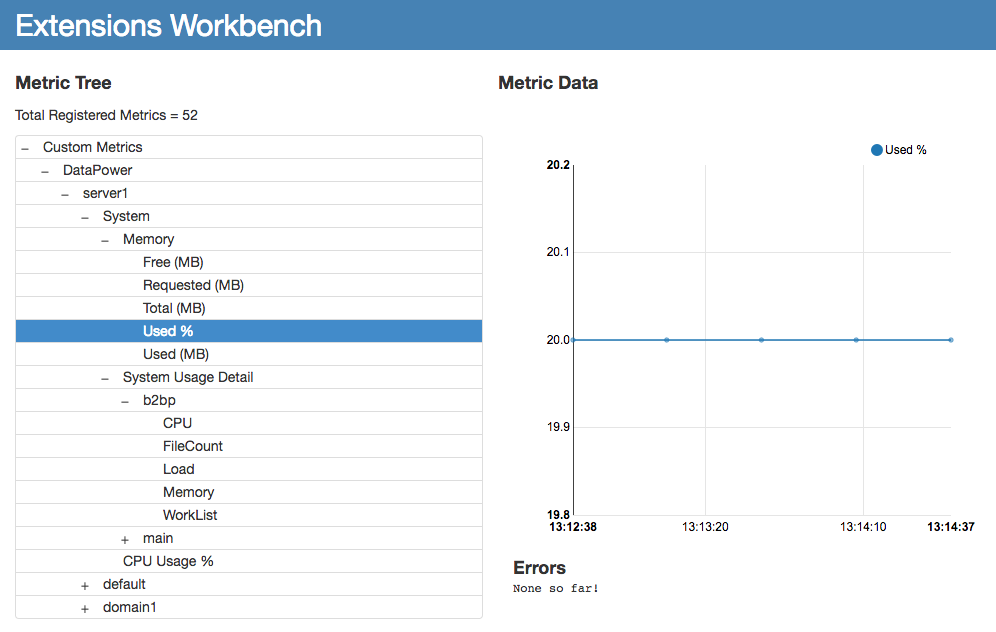 Extensions Workbench
Metric Tree
Total Registered Metrics = 52
– Custom Metrics
– DataPower
– server1
– System
– Memory
Free (MB)
Requested (MB)
Total (MB)
Used %
Used (MB)
– System Usage Detail
– b2bp
CPU
FileCount
Load
Memory
WorkList
+ main
CPU Usage %
+ default
+ domain1
Metric Data
Used %
20.2
20.1
20.0
19.9
19.8
13:12:38 13:13:20 13:14:10 13:14:37
Errors
None so far!